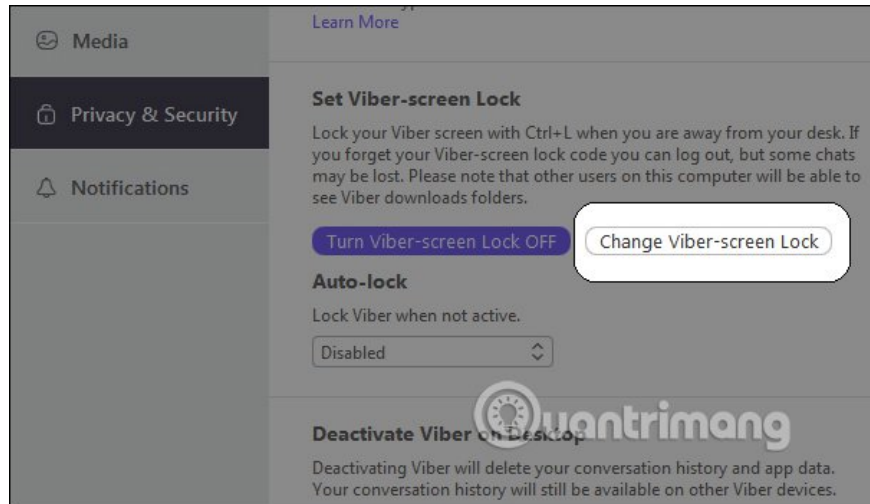 Learn More
Media
Privacy & Security
Notifications
Set Viber-screen Lock
Lock your Viber screen with Ctrl+L when you are away from your desk. If
you forget your Viber-screen lock code you can log out, but some chats
may be lost. Please note that other users on this computer will be able to
see Viber downloads folders.
Turn Viber-screen Lock OFF
Change Viber-screen Lock
Auto-lock
Lock Viber when not active.
Disabled
Quantrimang
Deactivate Viber on Desktop
Deactivating Viber will delete your conversation history and app data.
Your conversation history will still be available on other Viber devices.